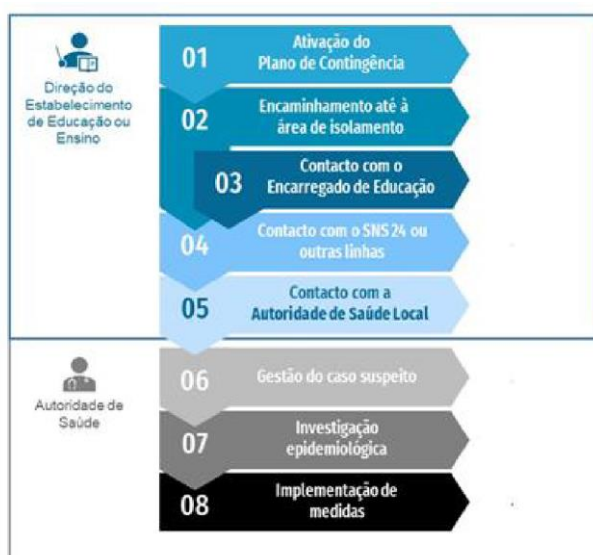 Direção do
Estabelecimento
de Educação ou
Ensino
01
Ativação do
Plano de Contingência
02
Encaminhamento até à
área de isolamento
03
Contacto com o
Encarregado de Educação
04
Contacto com o SNS 24 ou
outras linhas
05
Contacto com a
Autoridade de Saúde Local
Autoridade de
Saúde
06
Gestão do caso suspeito
07
Investigação
epidemiológica
08
Implementação de
medidas